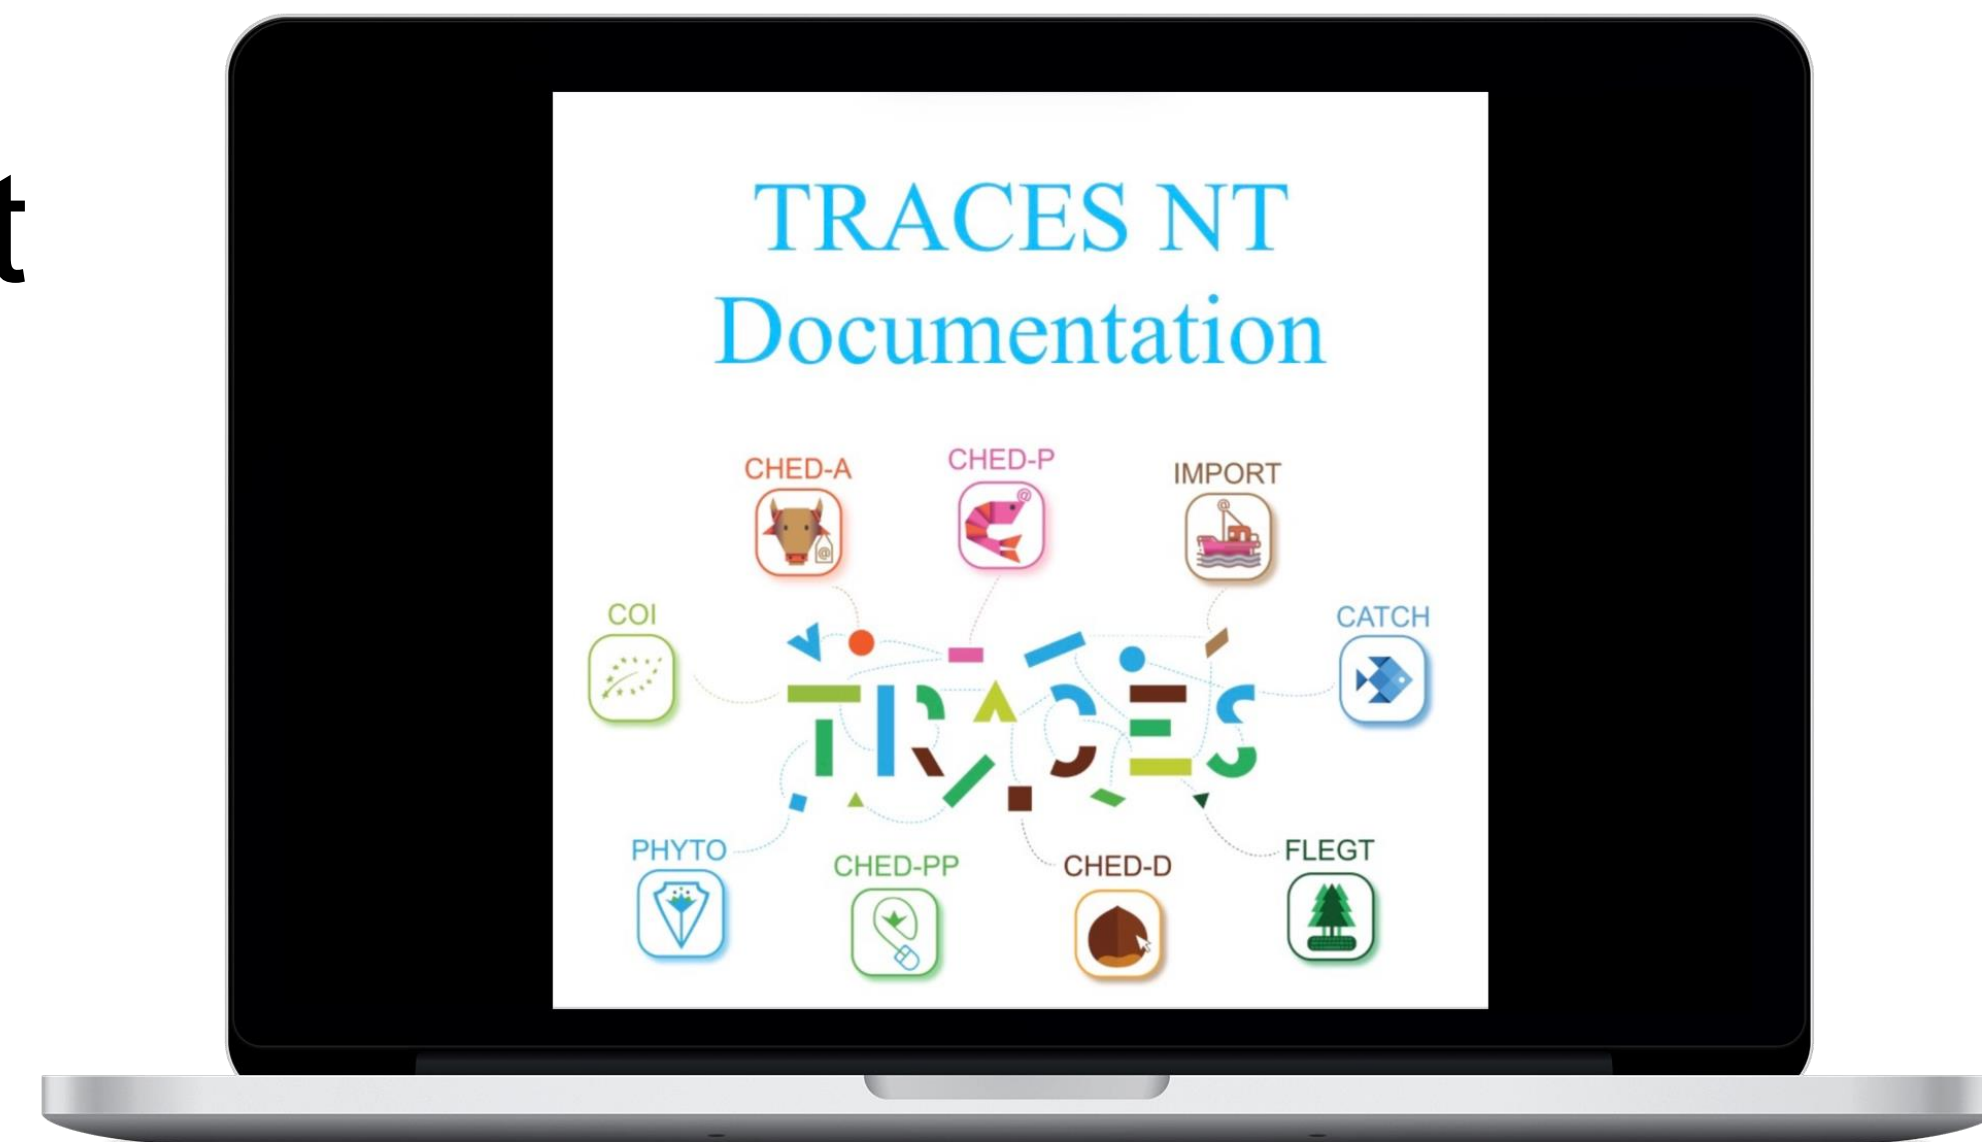 t
TRACES NT
Documentation
CHED-A
CHED-P
IMPORT
COI
CATCH
TRACES
PHYTO
CHED-PP
CHED-D
FLEGT